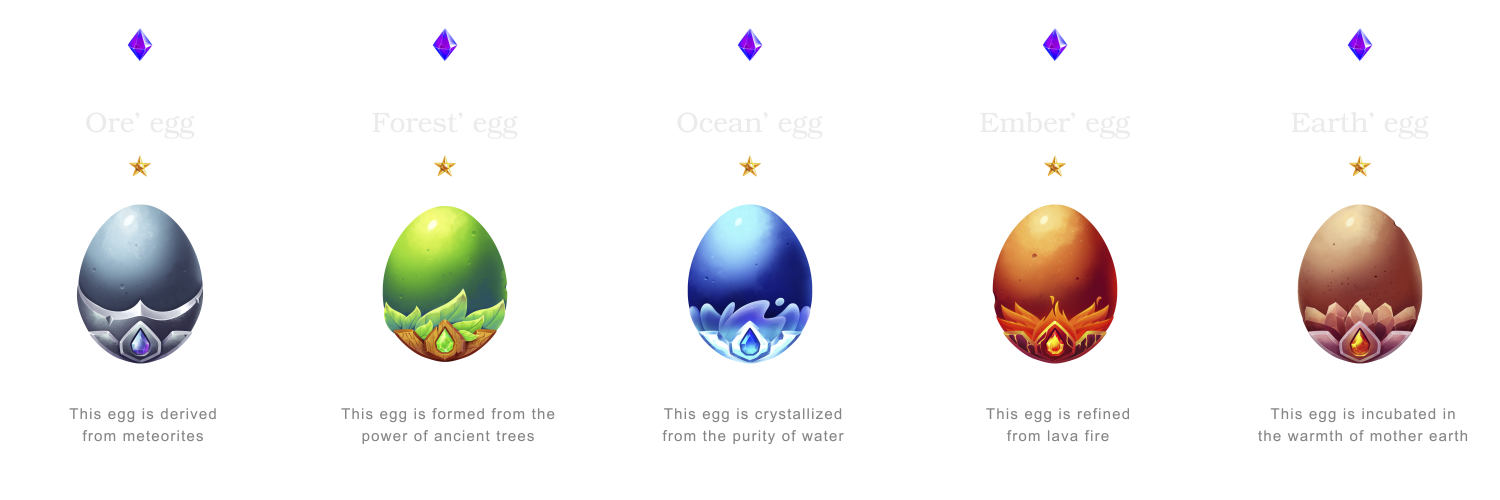 Ore’ egg
This egg is derived
from meteorites
Forest’ egg
This egg is formed from the
power of ancient trees
Ocean’ egg
This egg is crystallized
from the purity of water
Ember’ egg
This egg is refined
from lava fire
Earth’ egg
This egg is incubated in
the warmth of mother earth